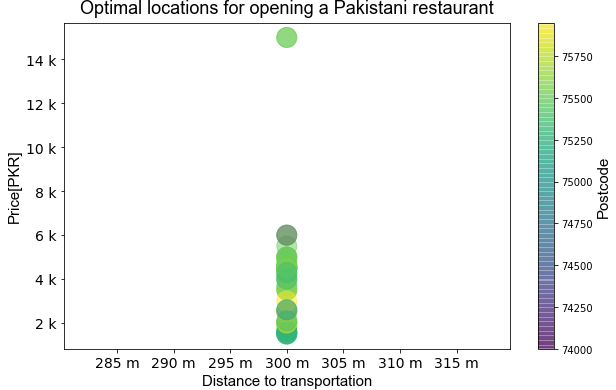 Optimal locations for opening a Pakistani restaurant
14 k
12 k
10 k
8 k
6 k
4 k
2 k
Price[PKR]
285 m 290 m 295 m 300 m 305 m 310 m 315 m
Distance to transportation
75750
75500
75250
75000
74750
74500
74250
74000
Postcode